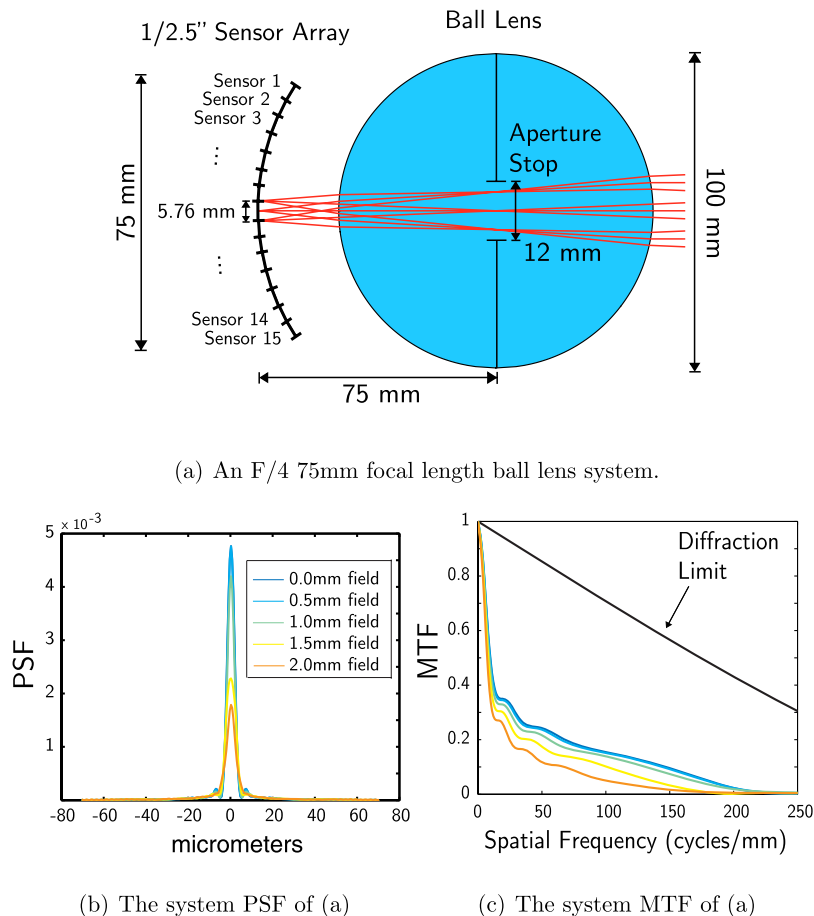 Ball Lens
1/2.5” Sensor Array
Sensor 1
Sensor 2
Sensor 3
...
75 mm
5.76 mm
Aperture
Stop
12 mm
100 mm
...
Sensor 14
Sensor 15
75 mm
(a) An F/4 75mm focal length ball lens system.
5 x 10-3
4
3
2
1
PSF
0.0mm field
0.5mm field
1.0mm field
1.5mm field
2.0mm field
-80 -60 -40 -20 0 20 40 60 80
micrometers
(b) The system PSF of (a)
1
0.8
0.6
0.4
0.2
0
MTF
Diffraction
Limit
0 50 100 150 200 250
Spatial Frequency (cycles/mm)
(c) The system MTF of (a)